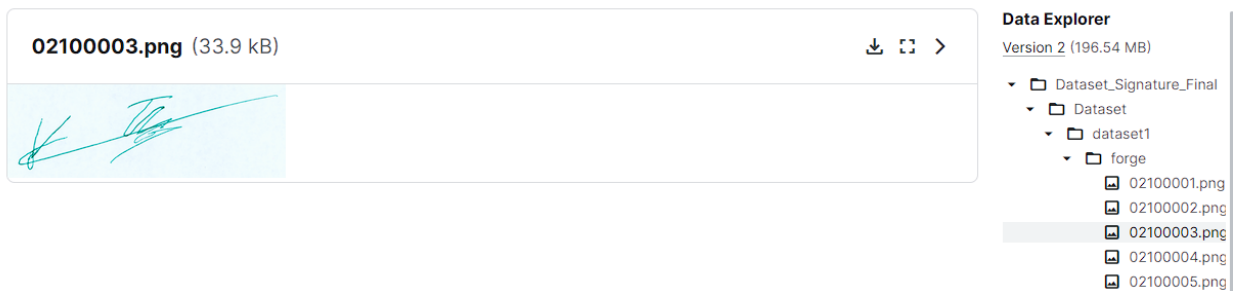 02100003.png (33.9 kB)
Data Explorer
Version 2 (196.54 MB)
Dataset_Signature_Final
Dataset
dataset1
forge
02100001.png
02100002.png
02100003.png
02100004.png
02100005.png